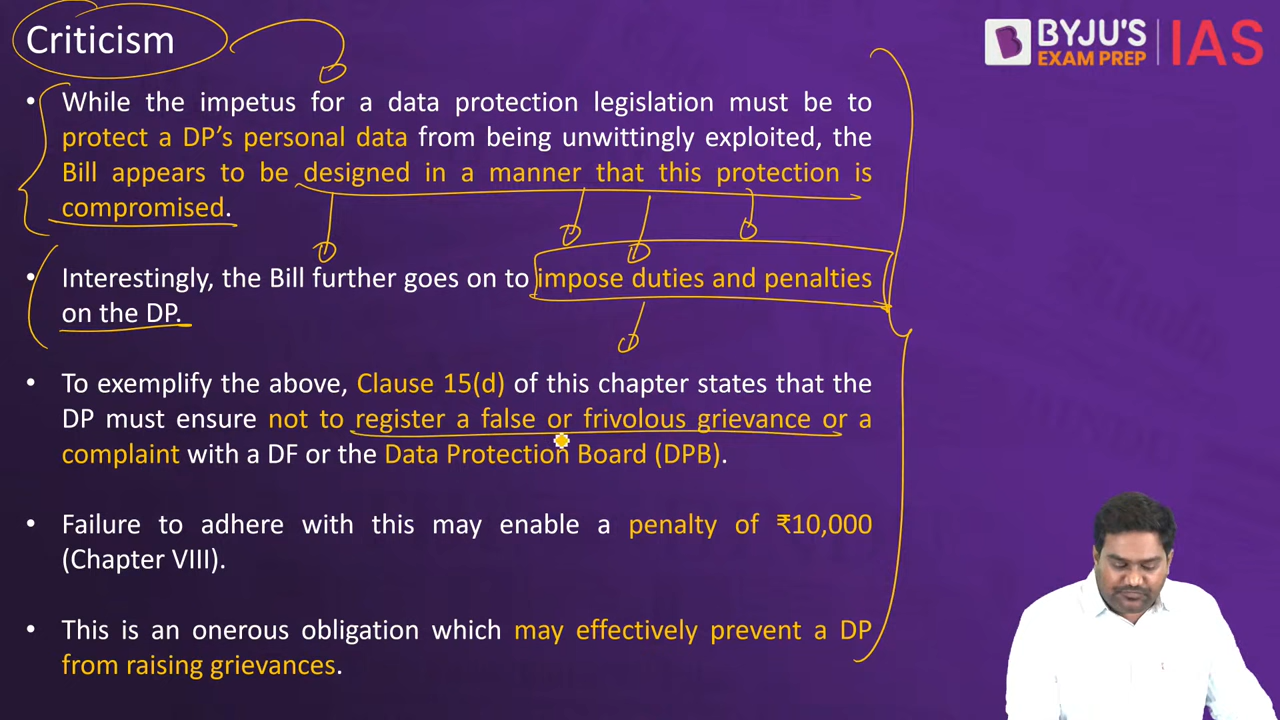 Criticism
BYJU'S
EXAM PREP
IAS
• While the impetus for a data protection legislation must be to
protect a DP's personal data from being unwittingly exploited, the
Bill appears to be designed in a manner that this protection is
compromised.
• Interestingly, the Bill further goes on to impose duties and penalties
on the DP.
• To exemplify the above, Clause 15(d) of this chapter states that the
DP must ensure not to register a false or frivolous grievance or a
complaint with a DF or the Data Protection Board (DPB).
• Failure to adhere with this may enable a penalty of ₹10,000
(Chapter VIII).
• This is an onerous obligation which may effectively prevent a DP
from raising grievances.